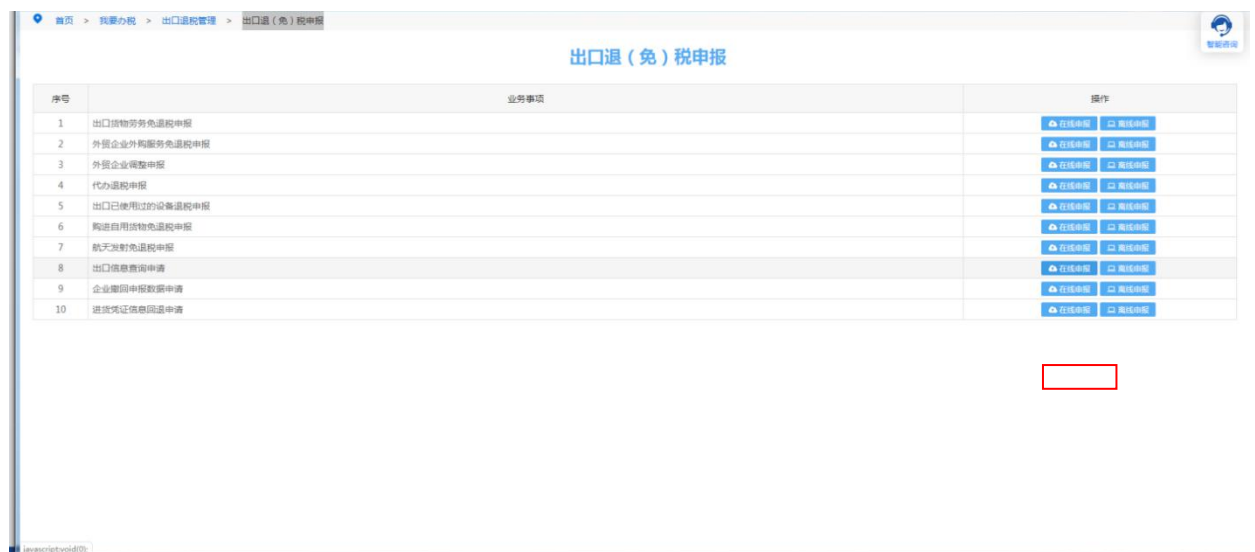 首页 > 我要办税 > 出口退税管理 > 出口退（免）税申报
智能咨询
出口退（免）税申报
序号 业务事项 操作
1 出口货物劳务免退税申报 在线申报 离线申报
2 外贸企业外购服务免退税申报 在线申报 离线申报
3 外贸企业调整申报 在线申报 离线申报
4 代办退税申报 在线申报 离线申报
5 出口已使用过的设备退税申报 在线申报 离线申报
6 购进自用货物免退税申报 在线申报 离线申报
7 航天发射免退税申报 在线申报 离线申报
8 出口信息查询申请 在线申报 离线申报
9 企业撤回申报数据申请 在线申报 离线申报
10 进货凭证信息回退申请 在线申报 离线申报
javascript:void(0);